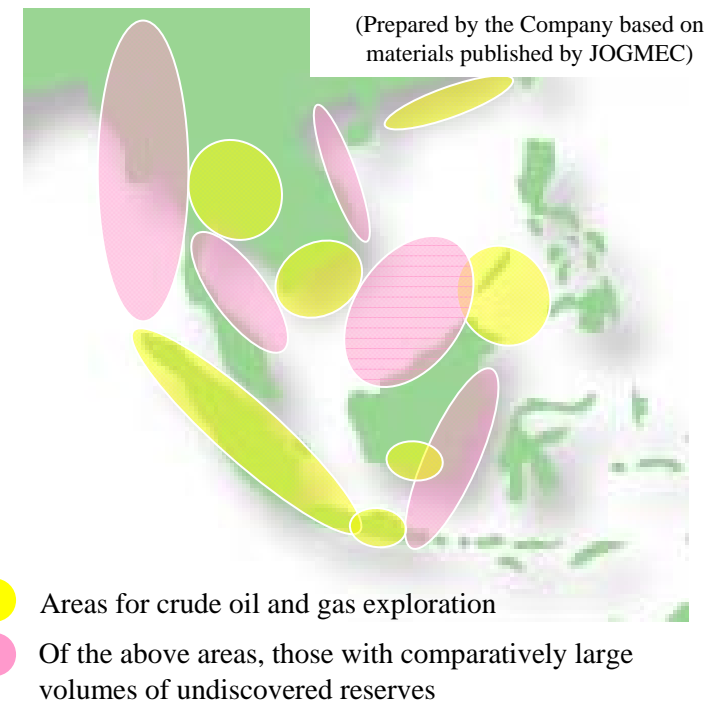 (Prepared by the Company based on
materials published by JOGMEC)
Areas for crude oil and gas exploration
Of the above areas, those with comparatively large
volumes of undiscovered reserves